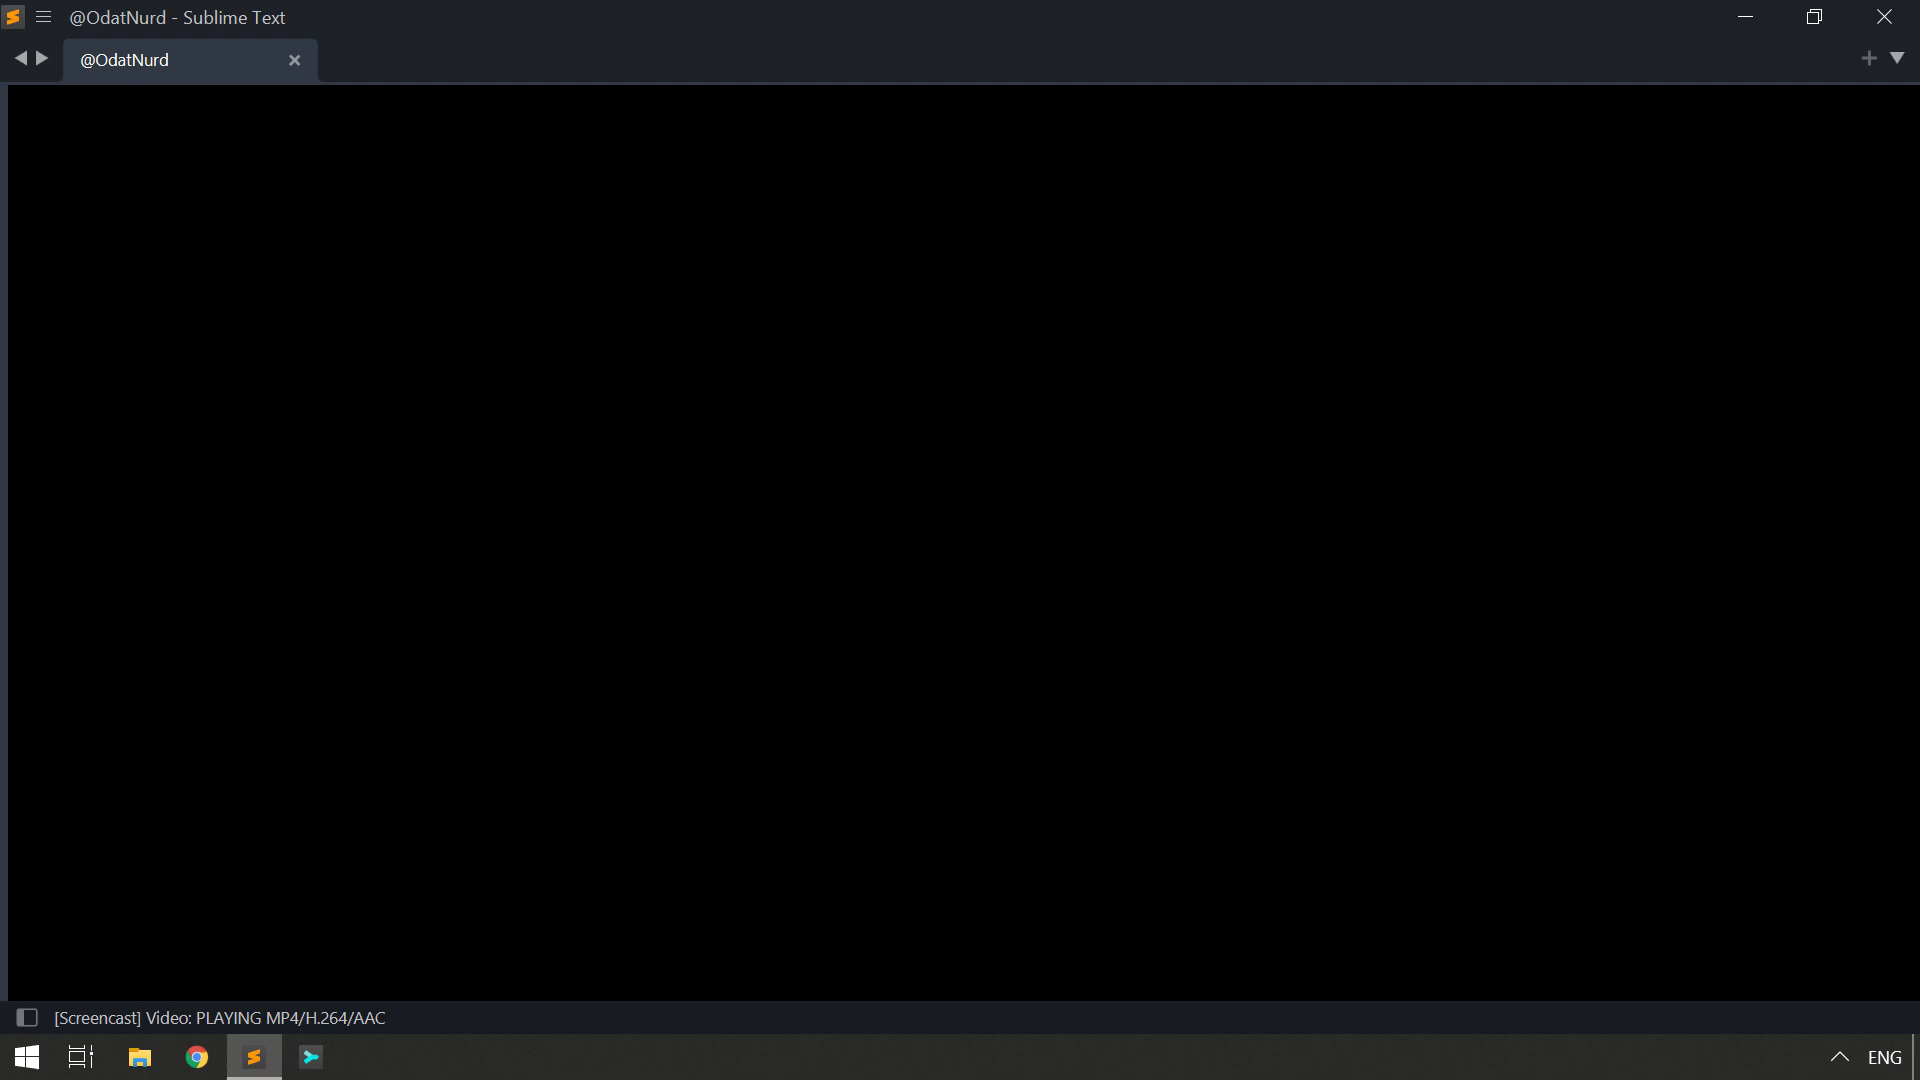 @OdatNurd - Sublime Text
@OdatNurd
[Screencast] Video: PLAYING MP4/H.264/AAC
ENG